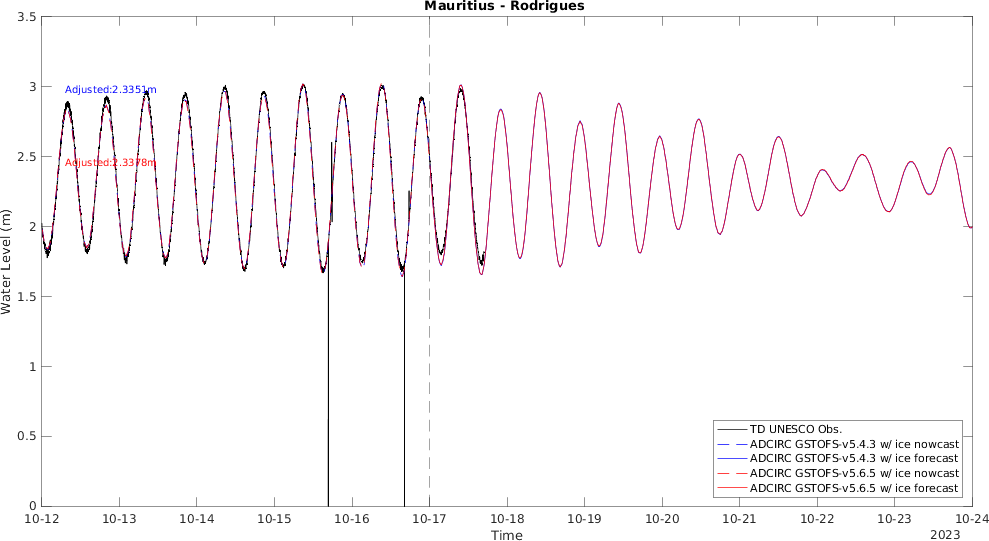 Mauritius - Rodrigues
3.5
3
2.5
2
1.5
1
0.5
0
Water Level (m)
Adjusted:2.3351m
Adjusted:2.3378m
TD UNESCO Obs.
ADCIRC GSTOFS-v5.4.3 w/ ice nowcast
ADCIRC GSTOFS-v5.4.3 w/ ice forecast
ADCIRC GSTOFS-v5.6.5 w/ ice nowcast
ADCIRC GSTOFS-v5.6.5 w/ ice forecast
10-12 10-13 10-14 10-15 10-16 10-17 10-18 10-19 10-20 10-21 10-22 10-23 10-24
Time
2023